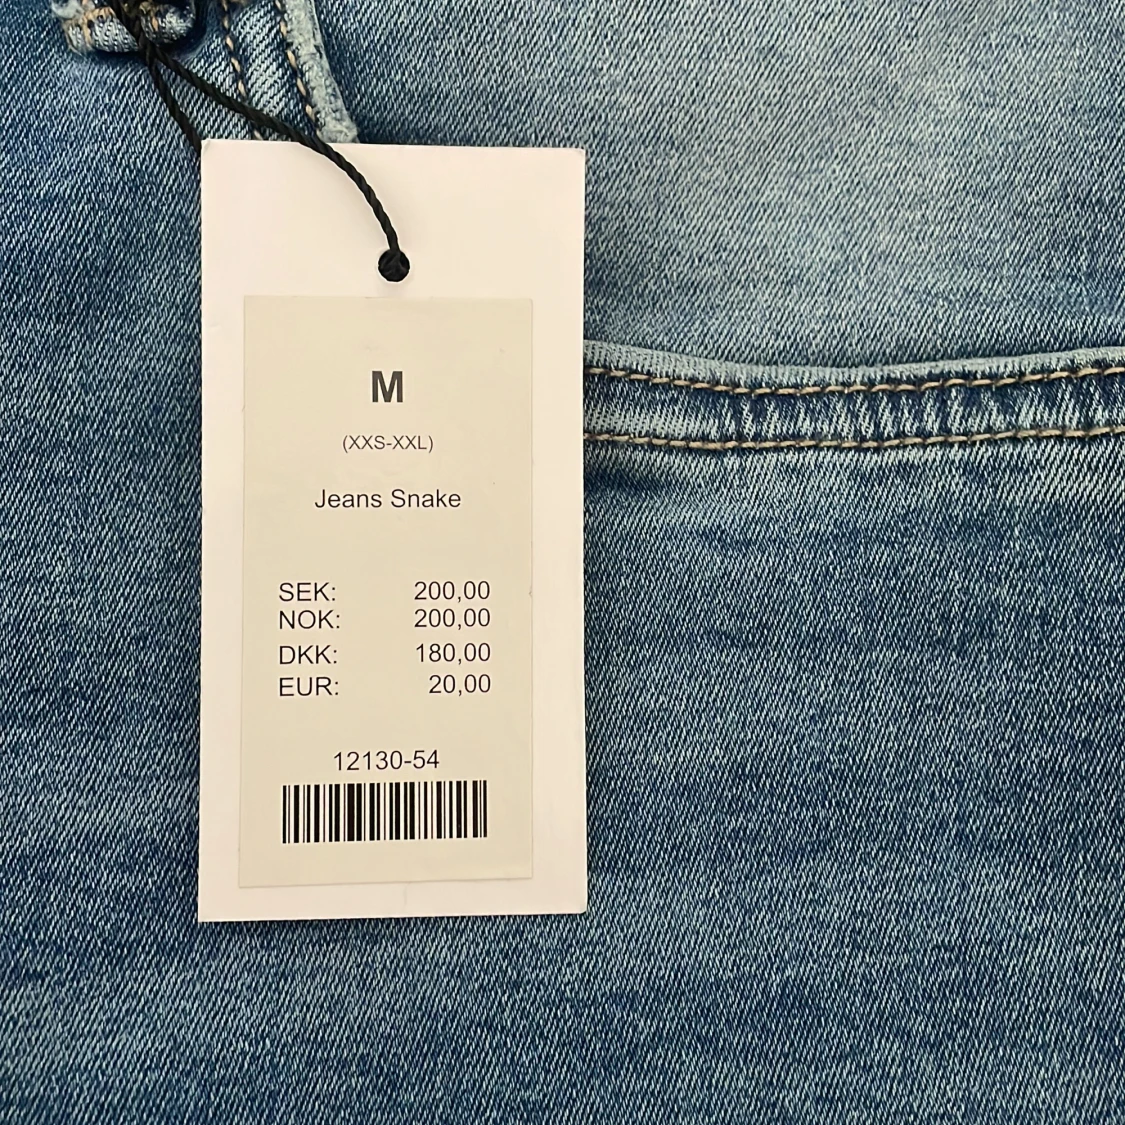 M
(XXS-XXL)
Jeans Snake
SEK: 200,00
NOK: 200,00
DKK: 180,00
EUR: 20,00
12130-54